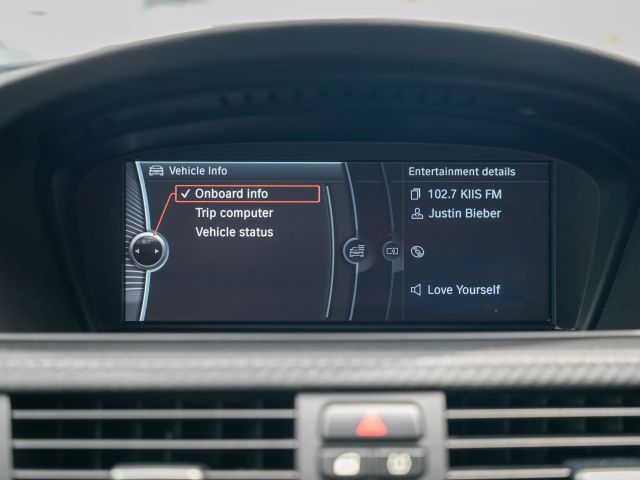 Vehicle Info
Onboard info
Trip computer
Vehicle status
Entertainment details
102.7 KIIS FM
Justin Bieber
Love Yourself